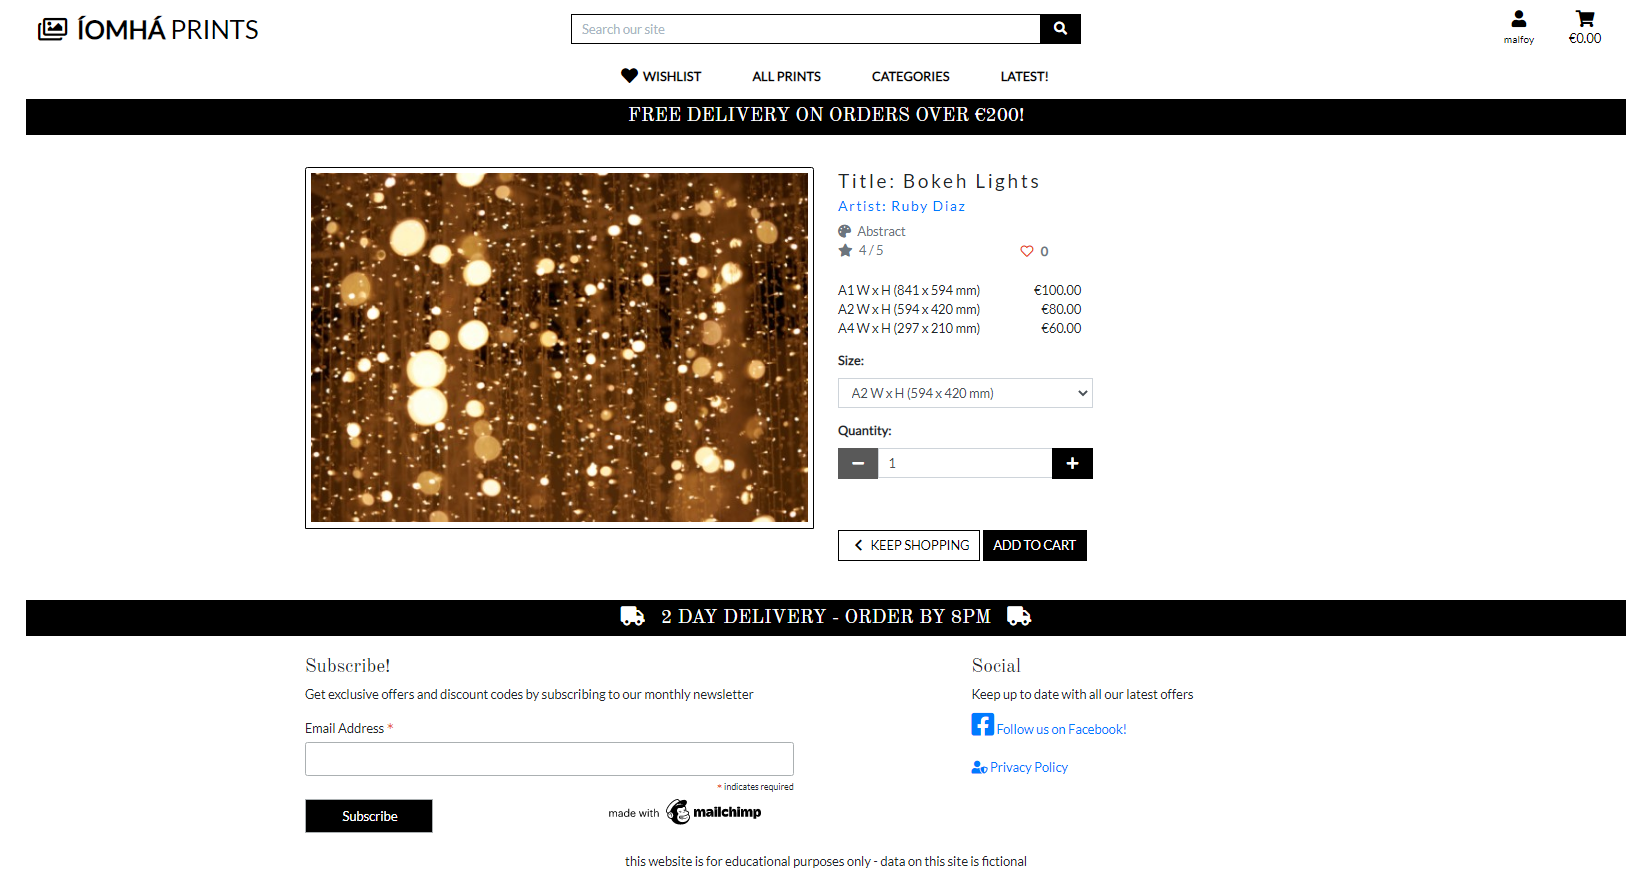 ÍOMHÁ PRINTS
Search our site
malfoy
€0.00
WISHLIST
ALL PRINTS
CATEGORIES
LATEST!
FREE DELIVERY ON ORDERS OVER €200!
Title: Bokeh Lights
Artist: Ruby Diaz
Abstract
4 / 5
0
A1 W x H (841 x 594 mm) €100.00
A2 W x H (594 x 420 mm) €80.00
A4 W x H (297 x 210 mm) €60.00
Size:
A2 W x H (594 x 420 mm)
Quantity:
1
KEEP SHOPPING
ADD TO CART
2 DAY DELIVERY - ORDER BY 8PM
Subscribe!
Get exclusive offers and discount codes by subscribing to our monthly newsletter
Email Address *
* indicates required
Subscribe
made with mailchimp
Social
Keep up to date with all our latest offers
Follow us on Facebook!
Privacy Policy
this website is for educational purposes only - data on this site is fictional